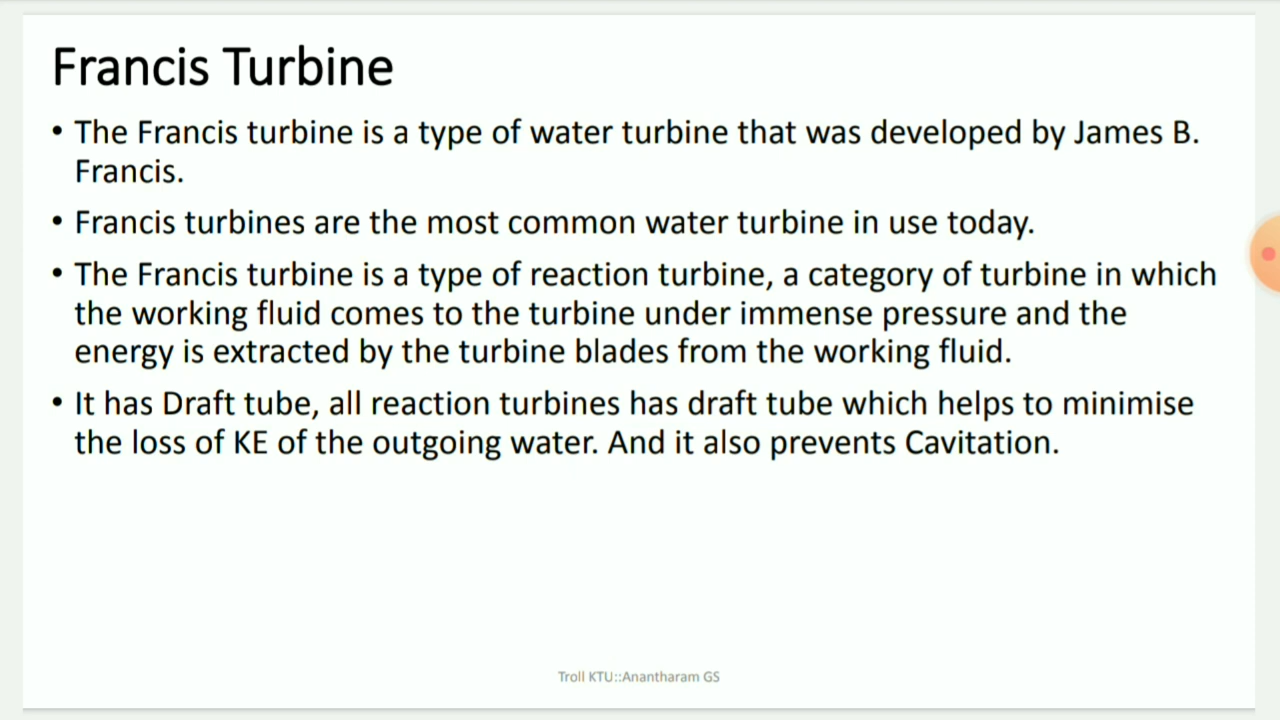 Francis Turbine
• The Francis turbine is a type of water turbine that was developed by James B.
Francis.
• Francis turbines are the most common water turbine in use today.
• The Francis turbine is a type of reaction turbine, a category of turbine in which
the working fluid comes to the turbine under immense pressure and the
energy is extracted by the turbine blades from the working fluid.
• It has Draft tube, all reaction turbines has draft tube which helps to minimise
the loss of KE of the outgoing water. And it also prevents Cavitation.
Troll KTU::Anantharam GS